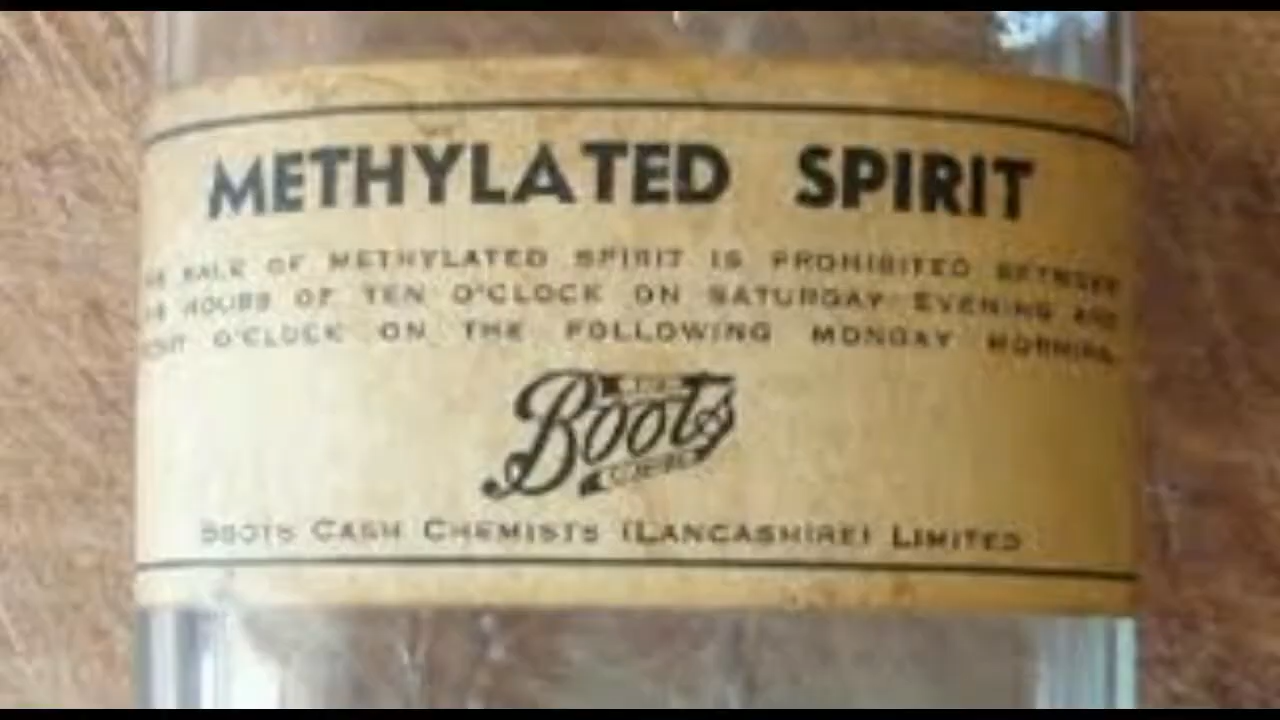 METHYLATED SPIRIT
SALE OF METHYLATED SPIRIT IS PROHIBITED BETWEEN
HOURS OF TEN O'CLOCK ON SATURDAY EVENING AND
O'CLOCK ON THE FOLLOWING MONDAY MORNING.
Boots
BOOTS CASH CHEMISTS (LANCASHIRE) LIMITED